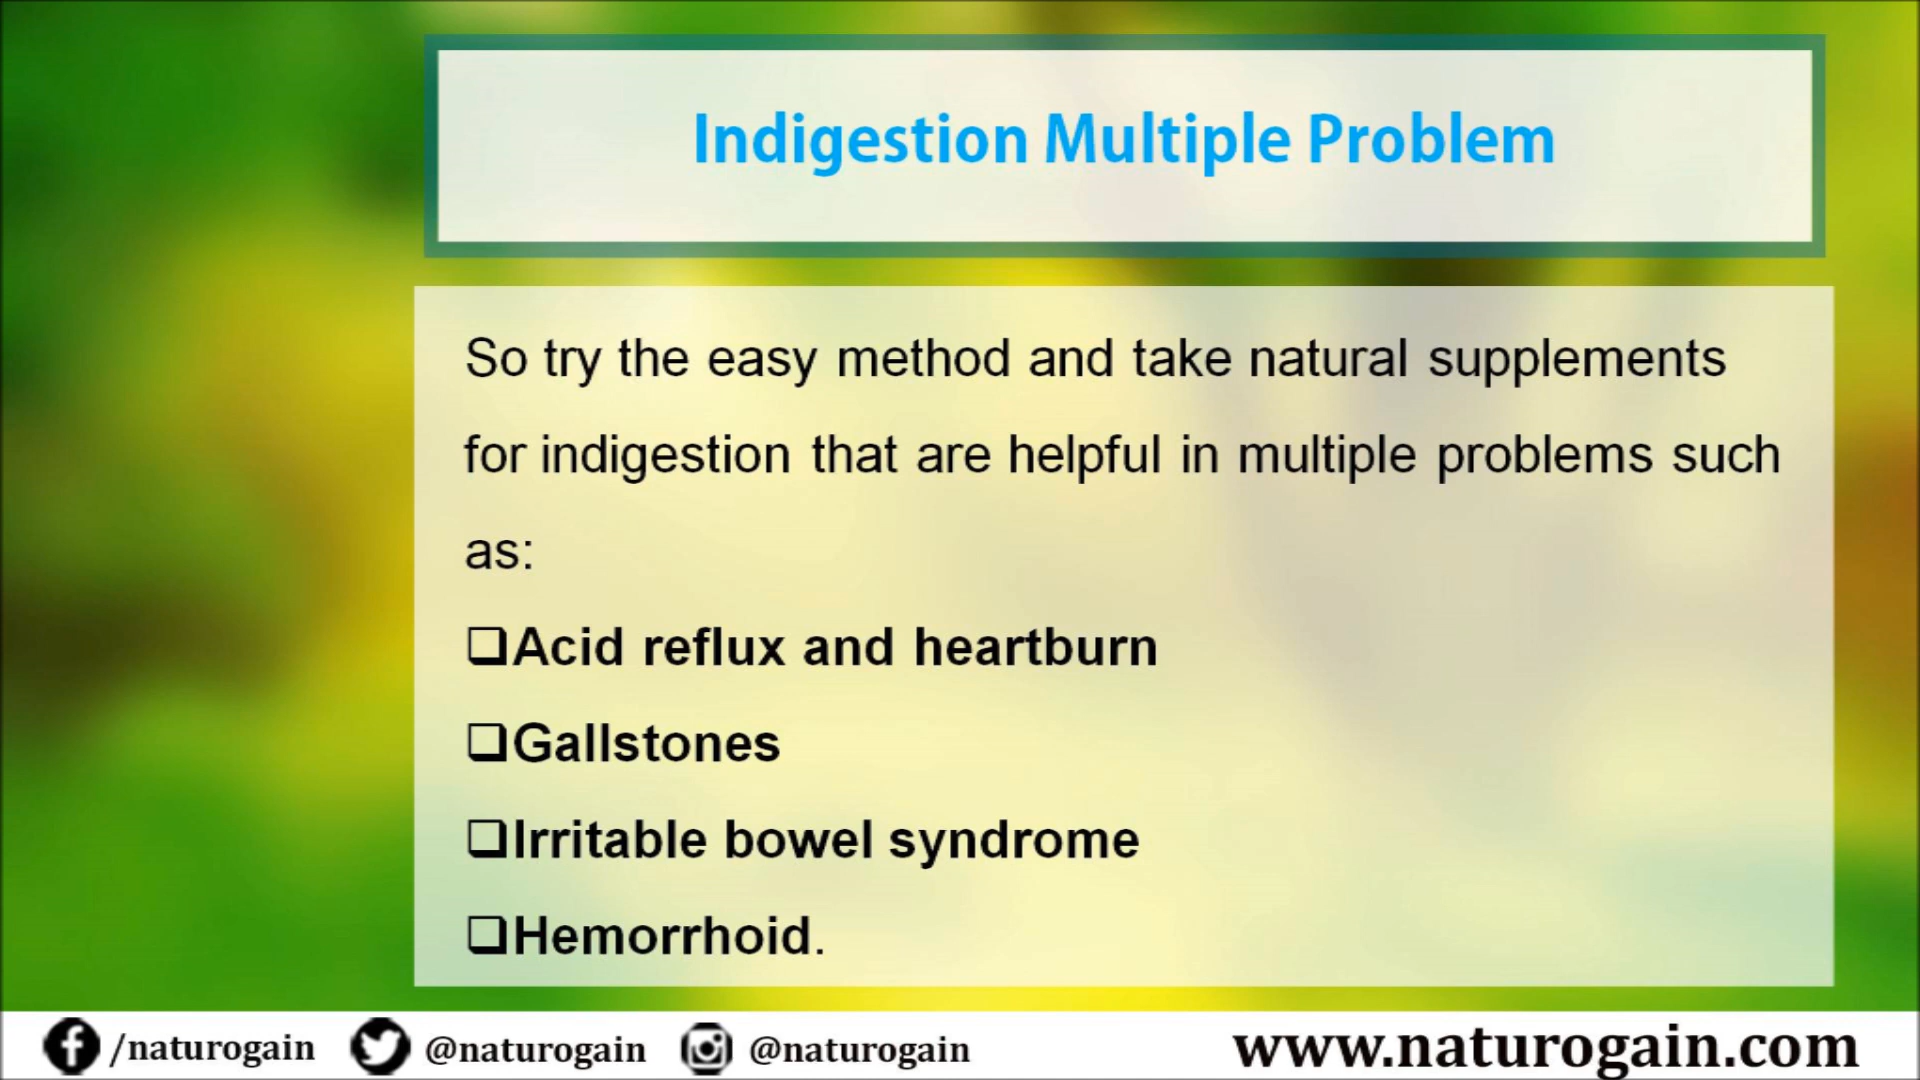 Indigestion Multiple Problem
So try the easy method and take natural supplements
for indigestion that are helpful in multiple problems such
as:
❑Acid reflux and heartburn
❑Gallstones
❑Irritable bowel syndrome
❑Hemorrhoid.
/naturogain @naturogain @naturogain www.naturogain.com